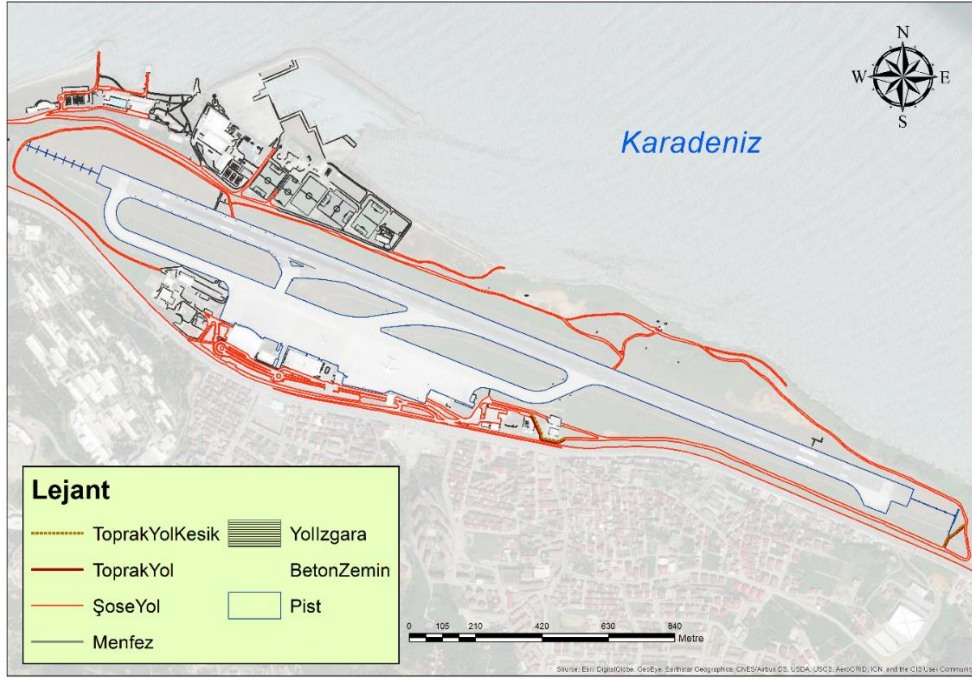 N
W E
S
Karadeniz
Lejant
ToprakYolKesik YolIzgara
ToprakYol BetonZemin
ŞoseYol Pist
Menfez
0 105 210 420 630 840
Metre
Source: Esri, DigitalGlobe, GeoEye, Earthstar Geographics, CNES/Airbus DS, USDA, USGS, AeroGRID, IGN, and the GIS User Community